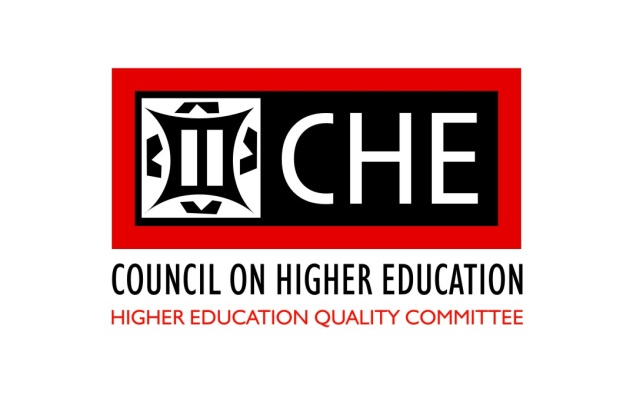 CHE
COUNCIL ON HIGHER EDUCATION
HIGHER EDUCATION QUALITY COMMITTEE